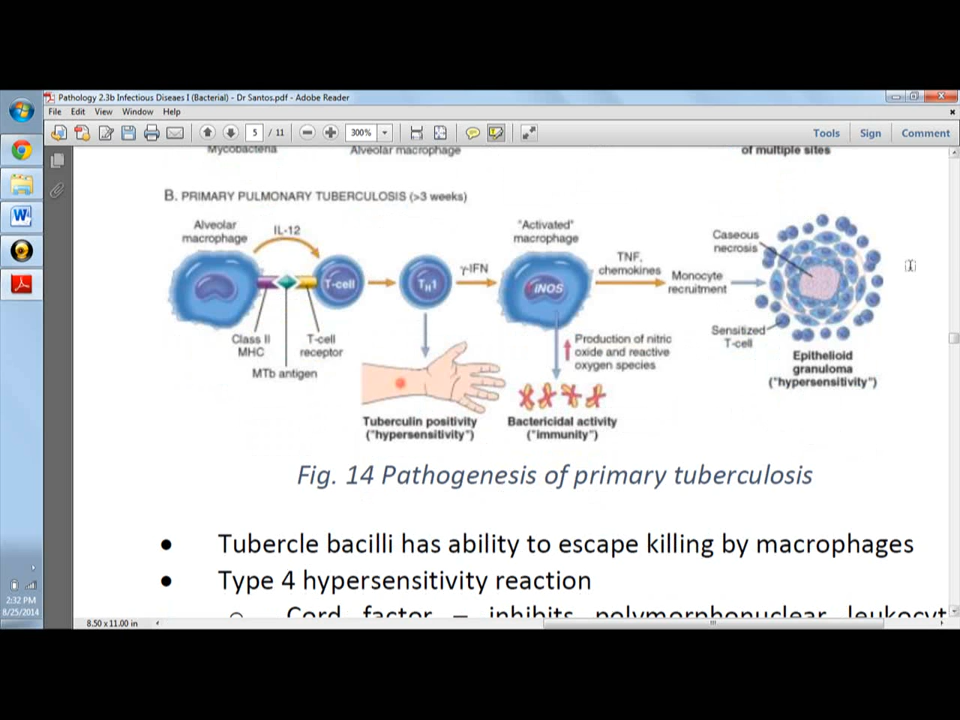 Pathology 2.3b Infectious Diseaes I (Bacterial) - Dr Santos.pdf - Adobe Reader
File Edit View Window Help
5 / 11 300% Tools Sign Comment
Mycobacteria Alveolar macrophage of multiple sites
B. PRIMARY PULMONARY TUBERCULOSIS (>3 weeks)
Alveolar
macrophage
IL-12
Class II
MHC
MTb antigen
T-cell
receptor
T-cell
TH1
γ-IFN
"Activated"
macrophage
iNOS
TNF,
chemokines
Monocyte
recruitment
Caseous
necrosis
Sensitized
T-cell
Epithelioid
granuloma
("hypersensitivity")
Tuberculin positivity
("hypersensitivity")
Production of nitric
oxide and reactive
oxygen species
Bactericidal activity
("immunity")
Fig. 14 Pathogenesis of primary tuberculosis
• Tubercle bacilli has ability to escape killing by macrophages
• Type 4 hypersensitivity reaction
o Cord factor – inhibits polymorphonuclear leukocyt
8.50 x 11.00 in
2:32 PM
8/25/2014